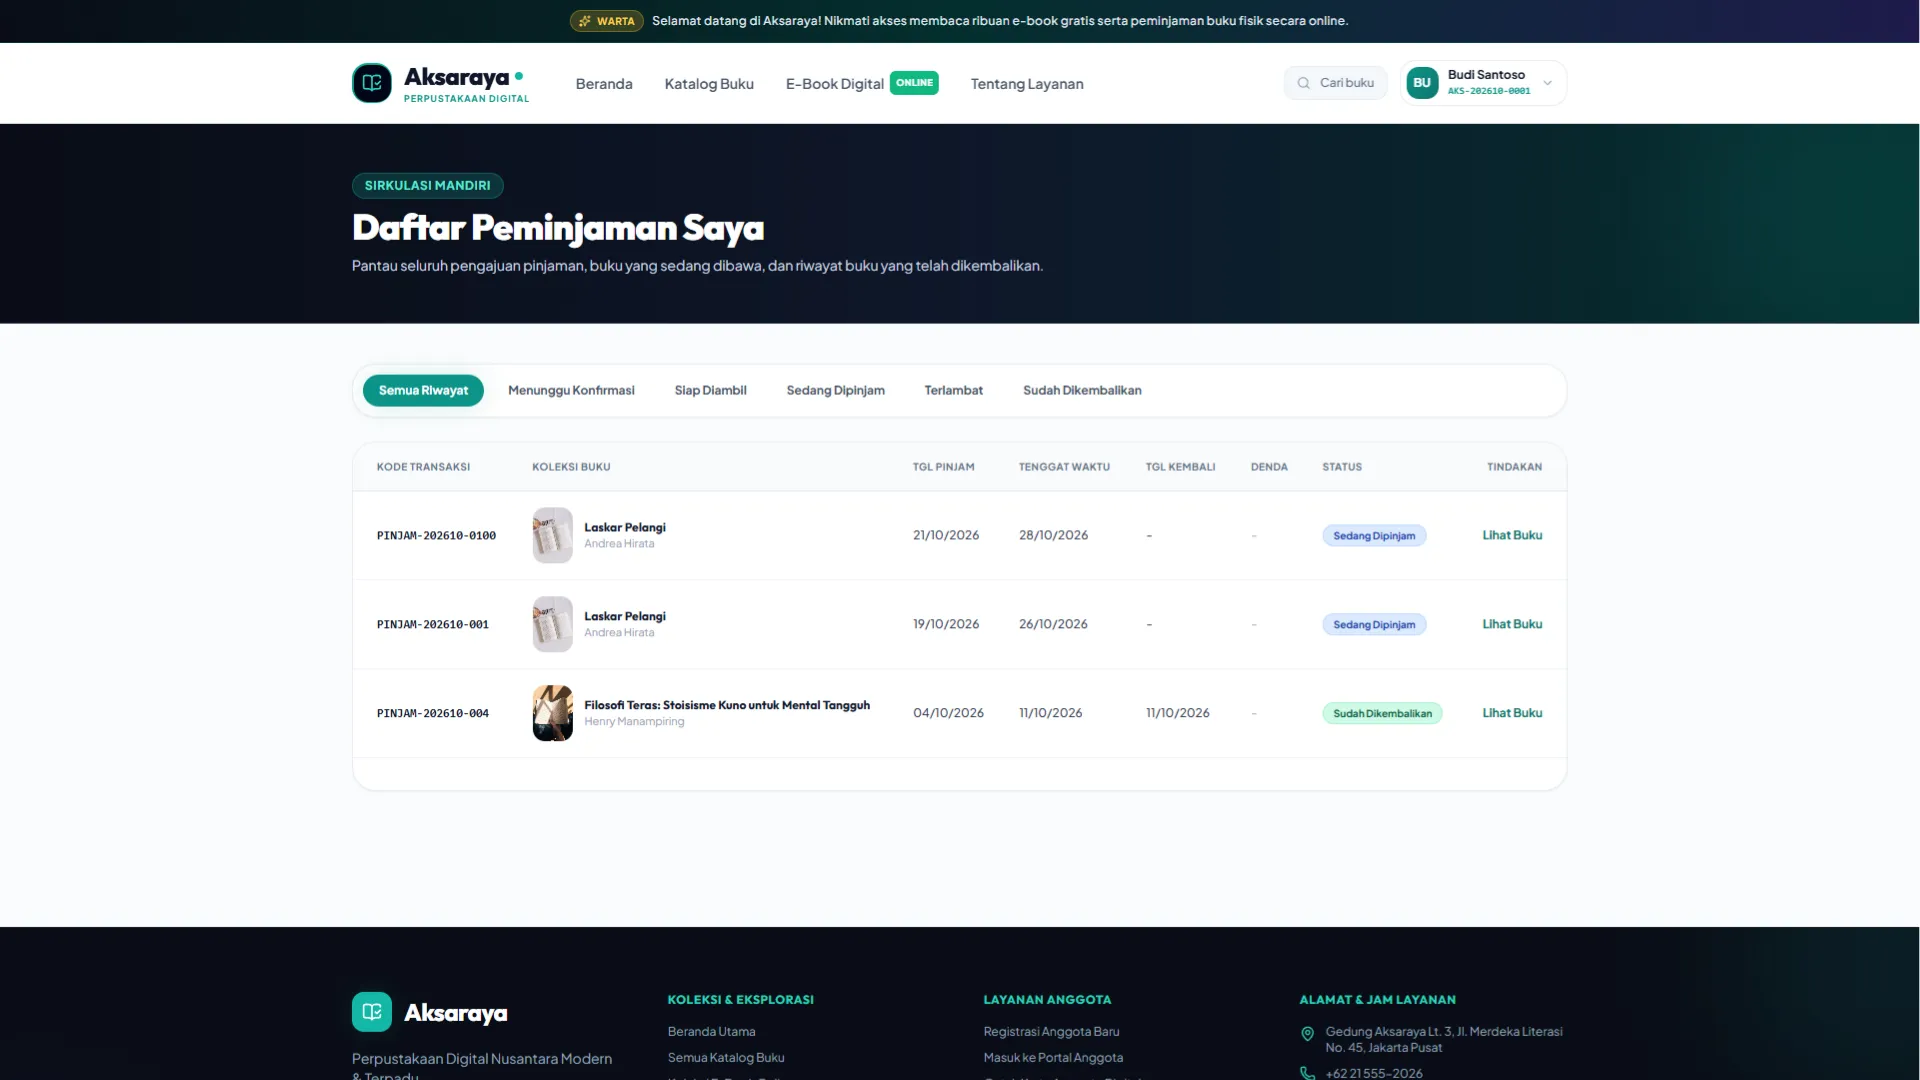 WARTA Selamat datang di Aksaraya! Nikmati akses membaca ribuan e-book gratis serta peminjaman buku fisik secara online.
Aksaraya
PERPUSTAKAAN DIGITAL
Beranda
Katalog Buku
E-Book Digital ONLINE
Tentang Layanan
Cari buku
BU
Budi Santoso
AKS-202610-0001
SIRKULASI MANDIRI
Daftar Peminjaman Saya
Pantau seluruh pengajuan pinjaman, buku yang sedang dibawa, dan riwayat buku yang telah dikembalikan.
Semua Riwayat Menunggu Konfirmasi Siap Diambil Sedang Dipinjam Terlambat Sudah Dikembalikan
KODE TRANSAKSI KOLEKSI BUKU TGL PINJAM TENGGAT WAKTU TGL KEMBALI DENDA STATUS TINDAKAN
PINJAM-202610-0100 Laskar Pelangi 21/10/2026 28/10/2026 - - Sedang Dipinjam Lihat Buku
Andrea Hirata
PINJAM-202610-001 Laskar Pelangi 19/10/2026 26/10/2026 - - Sedang Dipinjam Lihat Buku
Andrea Hirata
PINJAM-202610-004 Filosofi Teras: Stoisisme Kuno untuk Mental Tangguh 04/10/2026 11/10/2026 11/10/2026 - Sudah Dikembalikan Lihat Buku
Henry Manampiring
Aksaraya
Perpustakaan Digital Nusantara Modern
& Terpadu
KOLEKSI & EKSPLORASI
Beranda Utama
Semua Katalog Buku
LAYANAN ANGGOTA
Registrasi Anggota Baru
Masuk ke Portal Anggota
ALAMAT & JAM LAYANAN
Gedung Aksaraya Lt. 3, Jl. Merdeka Literasi
No. 45, Jakarta Pusat
+62 21 555-2026